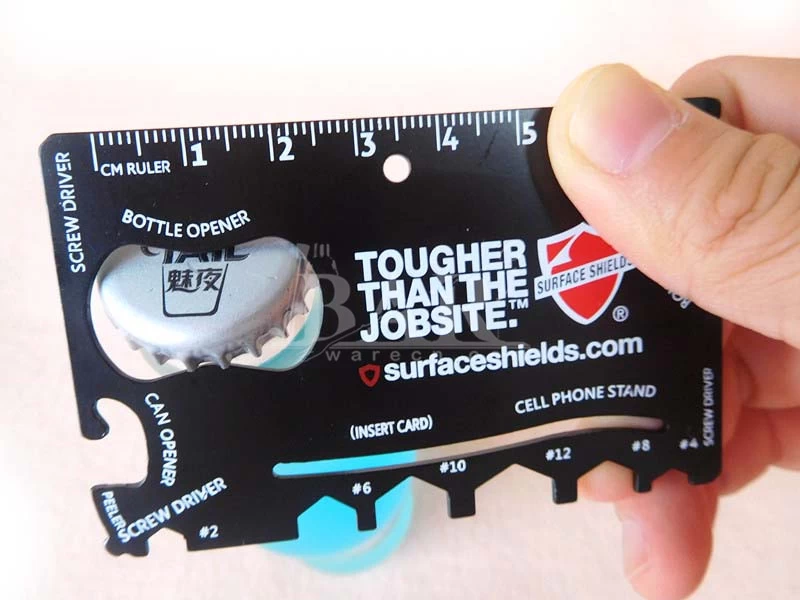 1 2 3 4 5
CM RULER
SCREW DRIVER
BOTTLE OPENER
魅夜
TOUGHER
THAN THE
JOBSITE.™
SURFACE SHIELDS
®
surfaceshields.com
CELL PHONE STAND
(INSERT CARD)
CAN OPENER
PEELER
SCREW DRIVER
SCREW DRIVER
#2
#6
#10
#12
#8
#4